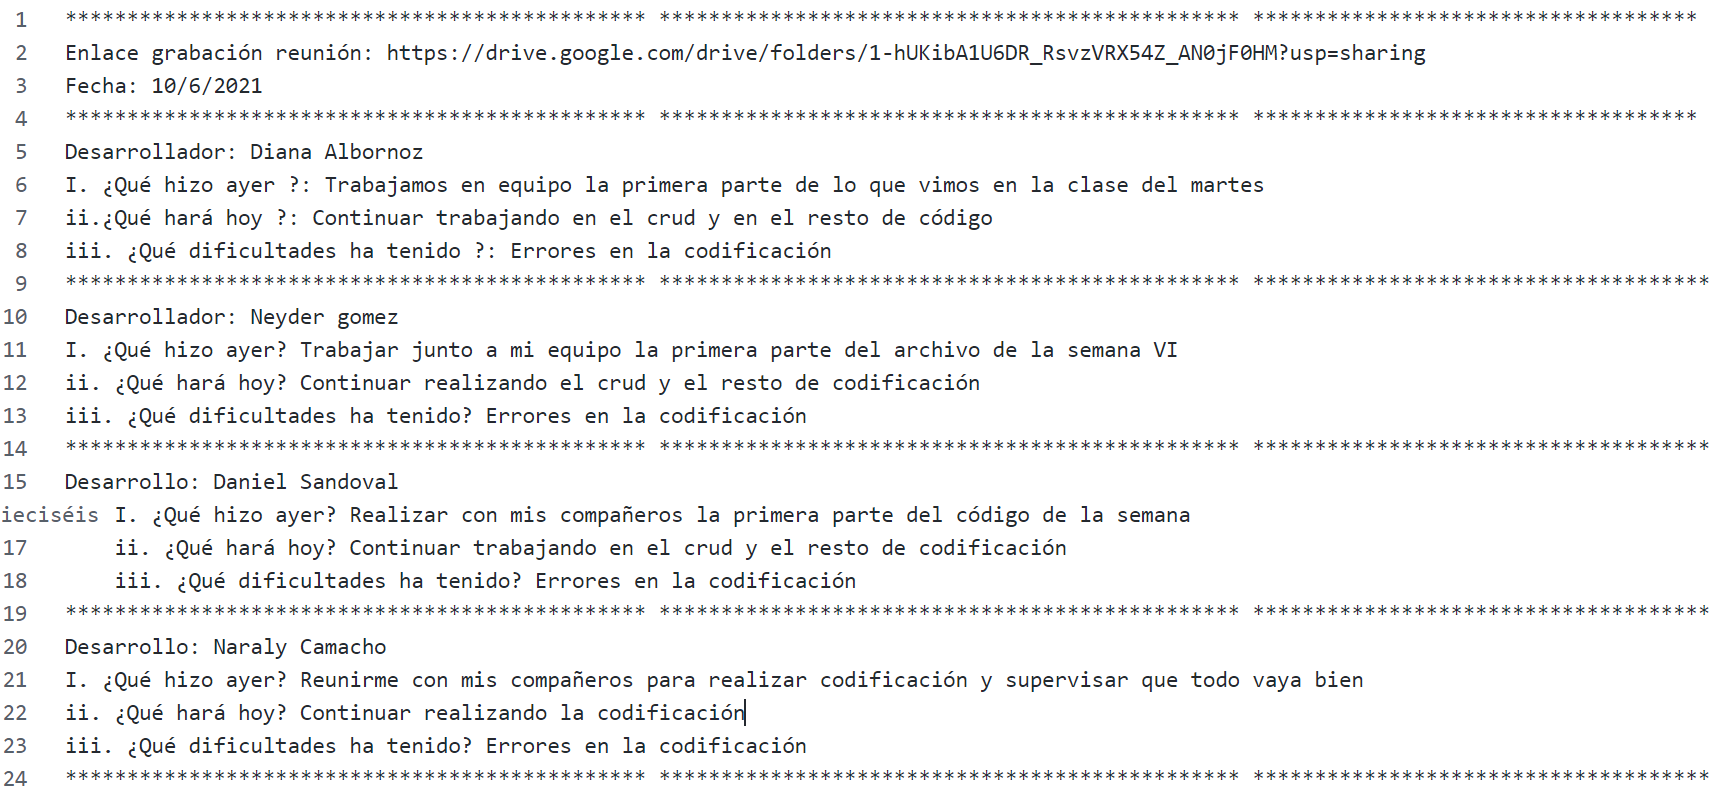 1 *********************************************** *********************************************** ************************************
2 Enlace grabación reunión: https://drive.google.com/drive/folders/1-hUKibA1U6DR_RsvzVRX54Z_AN0jF0HM?usp=sharing
3 Fecha: 10/6/2021
4 *********************************************** *********************************************** ************************************
5 Desarrollador: Diana Albornoz
6 I. ¿Qué hizo ayer ?: Trabajamos en equipo la primera parte de lo que vimos en la clase del martes
7 ii.¿Qué hará hoy ?: Continuar trabajando en el crud y en el resto de código
8 iii. ¿Qué dificultades ha tenido ?: Errores en la codificación
9 *********************************************** *********************************************** *************************************
10 Desarrollador: Neyder gomez
11 I. ¿Qué hizo ayer? Trabajar junto a mi equipo la primera parte del archivo de la semana VI
12 ii. ¿Qué hará hoy? Continuar realizando el crud y el resto de codificación
13 iii. ¿Qué dificultades ha tenido? Errores en la codificación
14 *********************************************** *********************************************** *************************************
15 Desarrollo: Daniel Sandoval
ieciséis I. ¿Qué hizo ayer? Realizar con mis compañeros la primera parte del código de la semana
17 ii. ¿Qué hará hoy? Continuar trabajando en el crud y el resto de codificación
18 iii. ¿Qué dificultades ha tenido? Errores en la codificación
19 *********************************************** *********************************************** *************************************
20 Desarrollo: Naraly Camacho
21 I. ¿Qué hizo ayer? Reunirme con mis compañeros para realizar codificación y supervisar que todo vaya bien
22 ii. ¿Qué hará hoy? Continuar realizando la codificación
23 iii. ¿Qué dificultades ha tenido? Errores en la codificación
24 *********************************************** *********************************************** *************************************